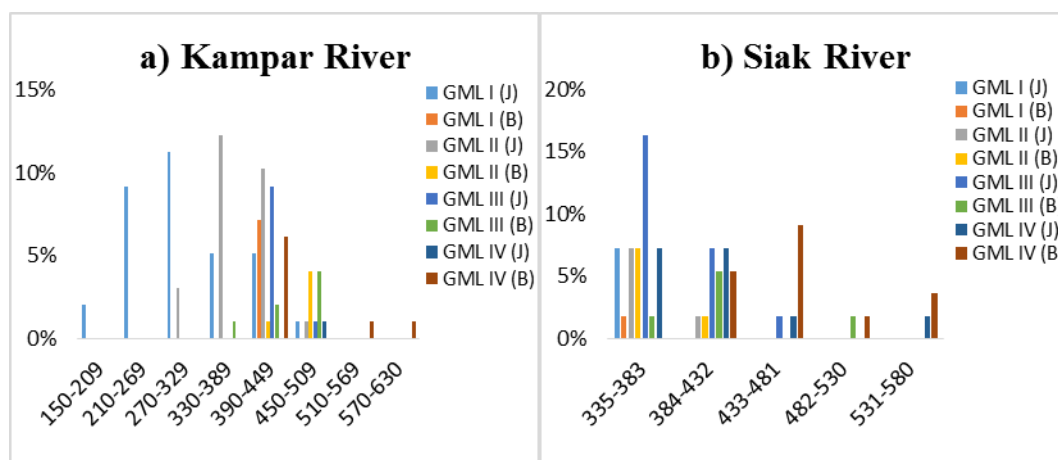 a) Kampar River
15%
10%
5%
0%
150-209
210-269
270-329
330-389
390-449
450-509
510-569
570-630
GML I (J)
GML I (B)
GML II (J)
GML II (B)
GML III (J)
GML III (B)
GML IV (J)
GML IV (B)
b) Siak River
20%
15%
10%
5%
0%
335-383
384-432
433-481
482-530
531-580
GML I (J)
GML I (B)
GML II (J)
GML II (B)
GML III (J)
GML III (B
GML IV (J)
GML IV (B